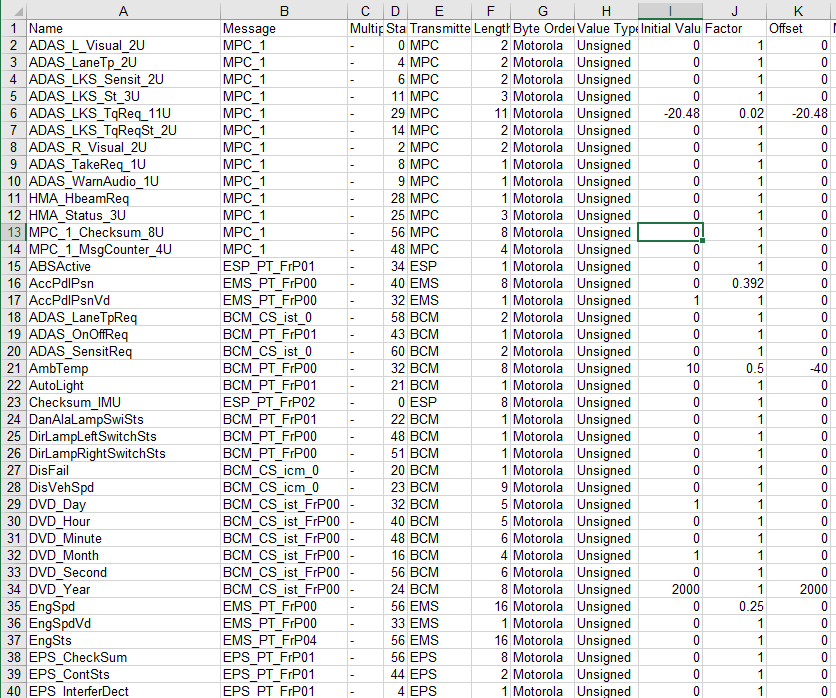 A B C D E F G H I J K
1 Name Message Multip Sta Transmitte Length Byte Order Value Type Initial Valu Factor Offset
2 ADAS_L_Visual_2U MPC_1 - 0 MPC 2 Motorola Unsigned 0 1 0
3 ADAS_LaneTp_2U MPC_1 - 4 MPC 2 Motorola Unsigned 0 1 0
4 ADAS_LKS_Sensit_2U MPC_1 - 6 MPC 2 Motorola Unsigned 0 1 0
5 ADAS_LKS_St_3U MPC_1 - 11 MPC 3 Motorola Unsigned 0 1 0
6 ADAS_LKS_TqReq_11U MPC_1 - 29 MPC 11 Motorola Unsigned -20.48 0.02 -20.48
7 ADAS_LKS_TqReqSt_2U MPC_1 - 14 MPC 2 Motorola Unsigned 0 1 0
8 ADAS_R_Visual_2U MPC_1 - 2 MPC 2 Motorola Unsigned 0 1 0
9 ADAS_TakeReq_1U MPC_1 - 8 MPC 1 Motorola Unsigned 0 1 0
10 ADAS_WarnAudio_1U MPC_1 - 9 MPC 1 Motorola Unsigned 0 1 0
11 HMA_HbeamReq MPC_1 - 28 MPC 1 Motorola Unsigned 0 1 0
12 HMA_Status_3U MPC_1 - 25 MPC 3 Motorola Unsigned 0 1 0
13 MPC_1_Checksum_8U MPC_1 - 56 MPC 8 Motorola Unsigned 0 1 0
14 MPC_1_MsgCounter_4U MPC_1 - 48 MPC 4 Motorola Unsigned 0 1 0
15 ABSActive ESP_PT_FrP01 - 34 ESP 1 Motorola Unsigned 0 1 0
16 AccPdlPsn EMS_PT_FrP00 - 40 EMS 8 Motorola Unsigned 0 0.392 0
17 AccPdlPsnVd EMS_PT_FrP00 - 32 EMS 1 Motorola Unsigned 1 1 0
18 ADAS_LaneTpReq BCM_CS_ist_0 - 58 BCM 2 Motorola Unsigned 0 1 0
19 ADAS_OnOffReq BCM_PT_FrP01 - 43 BCM 1 Motorola Unsigned 0 1 0
20 ADAS_SensitReq BCM_CS_ist_0 - 60 BCM 2 Motorola Unsigned 0 1 0
21 AmbTemp BCM_PT_FrP00 - 32 BCM 8 Motorola Unsigned 10 0.5 -40
22 AutoLight BCM_PT_FrP01 - 21 BCM 1 Motorola Unsigned 0 1 0
23 Checksum_IMU ESP_PT_FrP02 - 0 ESP 8 Motorola Unsigned 0 1 0
24 DanAlaLampSwiSts BCM_PT_FrP01 - 22 BCM 1 Motorola Unsigned 0 1 0
25 DirLampLeftSwitchSts BCM_PT_FrP00 - 48 BCM 1 Motorola Unsigned 0 1 0
26 DirLampRightSwitchSts BCM_PT_FrP00 - 51 BCM 1 Motorola Unsigned 0 1 0
27 DisFail BCM_CS_icm_0 - 20 BCM 1 Motorola Unsigned 0 1 0
28 DisVehSpd BCM_CS_icm_0 - 23 BCM 9 Motorola Unsigned 0 1 0
29 DVD_Day BCM_CS_ist_FrP00 - 32 BCM 5 Motorola Unsigned 1 1 0
30 DVD_Hour BCM_CS_ist_FrP00 - 40 BCM 5 Motorola Unsigned 0 1 0
31 DVD_Minute BCM_CS_ist_FrP00 - 48 BCM 6 Motorola Unsigned 0 1 0
32 DVD_Month BCM_CS_ist_FrP00 - 16 BCM 4 Motorola Unsigned 1 1 0
33 DVD_Second BCM_CS_ist_FrP00 - 56 BCM 6 Motorola Unsigned 0 1 0
34 DVD_Year BCM_CS_ist_FrP00 - 24 BCM 8 Motorola Unsigned 2000 1 2000
35 EngSpd EMS_PT_FrP00 - 56 EMS 16 Motorola Unsigned 0 0.25 0
36 EngSpdVd EMS_PT_FrP00 - 33 EMS 1 Motorola Unsigned 0 1 0
37 EngSts EMS_PT_FrP04 - 56 EMS 16 Motorola Unsigned 0 1 0
38 EPS_CheckSum EPS_PT_FrP01 - 56 EPS 8 Motorola Unsigned 0 1 0
39 EPS_ContSts EPS_PT_FrP01 - 44 EPS 2 Motorola Unsigned 0 1 0
40 EPS_InterferDect EPS_PT_FrP01 - 4 EPS 1 Motorola Unsigned 0 1 0